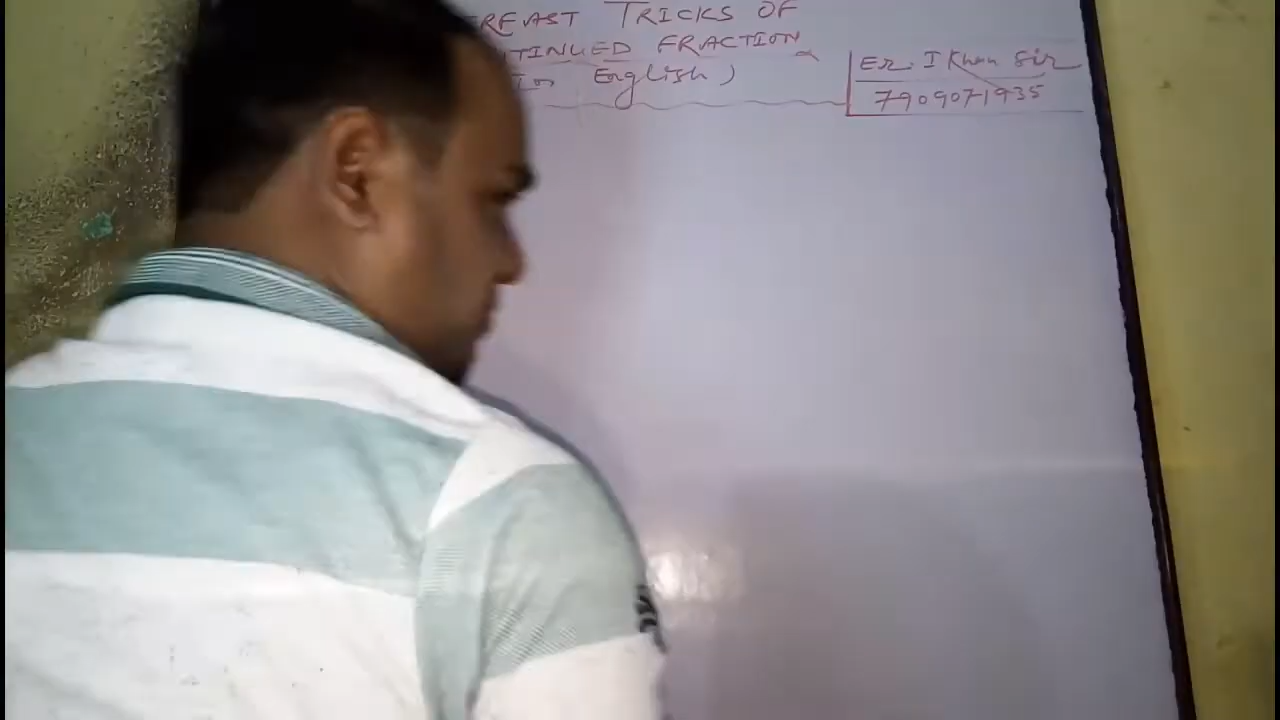 REAST TRICKS OF
TINUED FRACTION
In English)
Er. I Khan Sir
7909071935